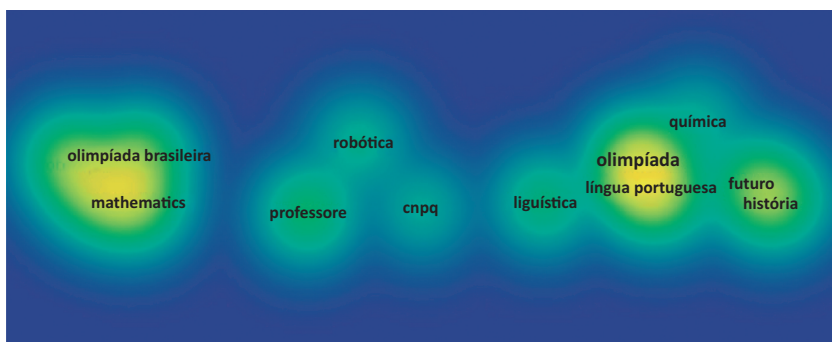 olimpíada brasileira
mathematics
robótica
professore
cnpq
liguística
química
olimpíada
língua portuguesa
futuro
história